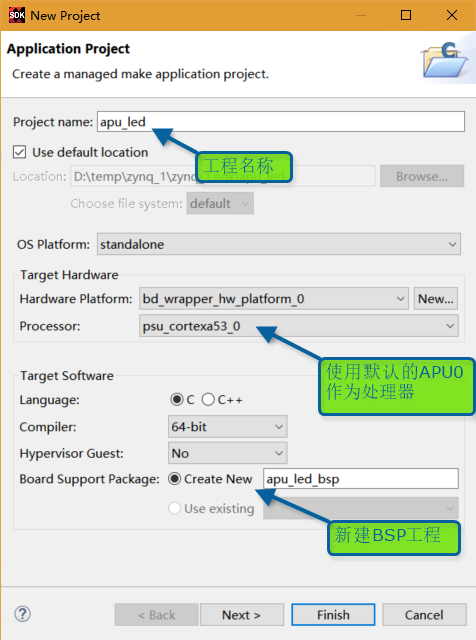 SDK New Project
Application Project
Create a managed make application project.
Project name: apu_led
Use default location
工程名称
Location: D:\temp\zynq_1\zynq_
Browse...
Choose file system: default
OS Platform: standalone
Target Hardware
Hardware Platform: bd_wrapper_hw_platform_0 New...
Processor: psu_cortexa53_0
使用默认的APU0
作为处理器
Target Software
Language: C C++
Compiler: 64-bit
Hypervisor Guest: No
Board Support Package: Create New apu_led_bsp
Use existing
新建BSP工程
< Back Next > Finish Cancel